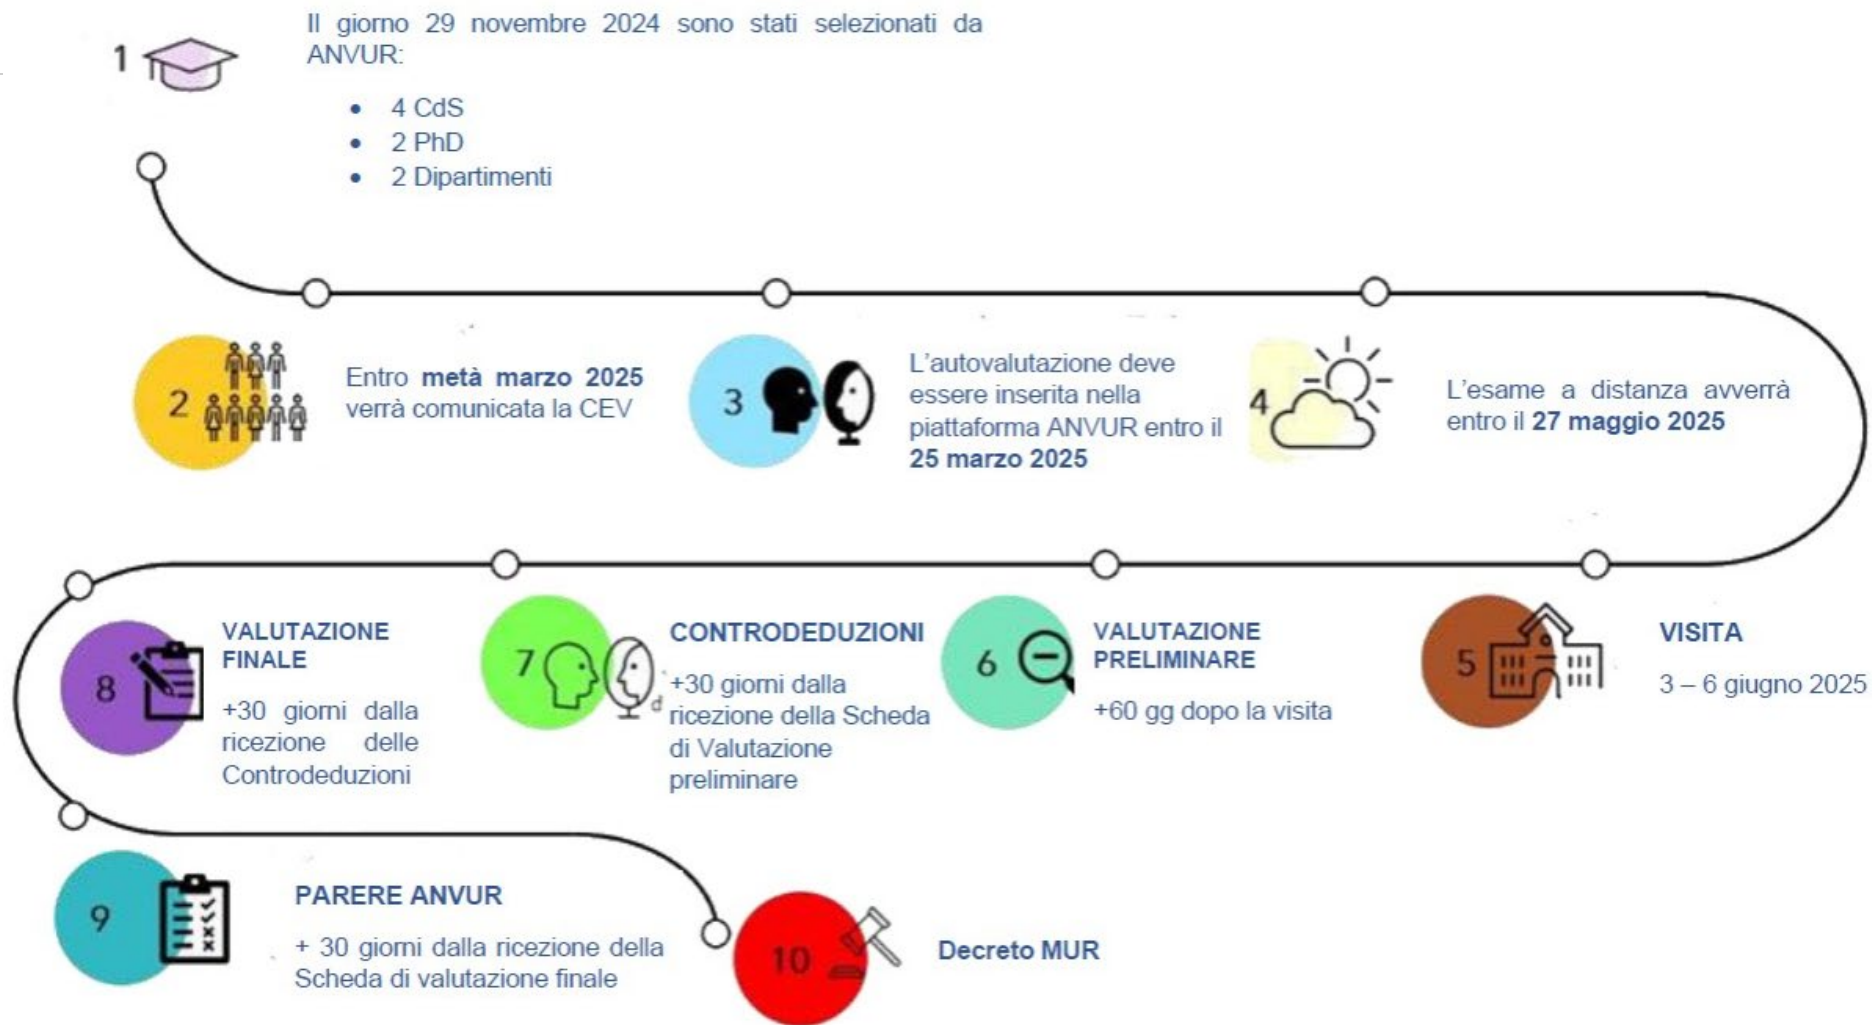 1
Il giorno 29 novembre 2024 sono stati selezionati da
ANVUR:
• 4 CdS
• 2 PhD
• 2 Dipartimenti
2
Entro metà marzo 2025
verrà comunicata la CEV
3
L'autovalutazione deve
essere inserita nella
piattaforma ANVUR entro il
25 marzo 2025
4
L'esame a distanza avverrà
entro il 27 maggio 2025
5
VISITA
3 – 6 giugno 2025
6
VALUTAZIONE
PRELIMINARE
+60 gg dopo la visita
7
CONTRODEDUZIONI
+30 giorni dalla
ricezione della Scheda
di Valutazione
preliminare
8
VALUTAZIONE
FINALE
+30 giorni dalla
ricezione delle
Controdeduzioni
9
PARERE ANVUR
+ 30 giorni dalla ricezione della
Scheda di valutazione finale
10
Decreto MUR